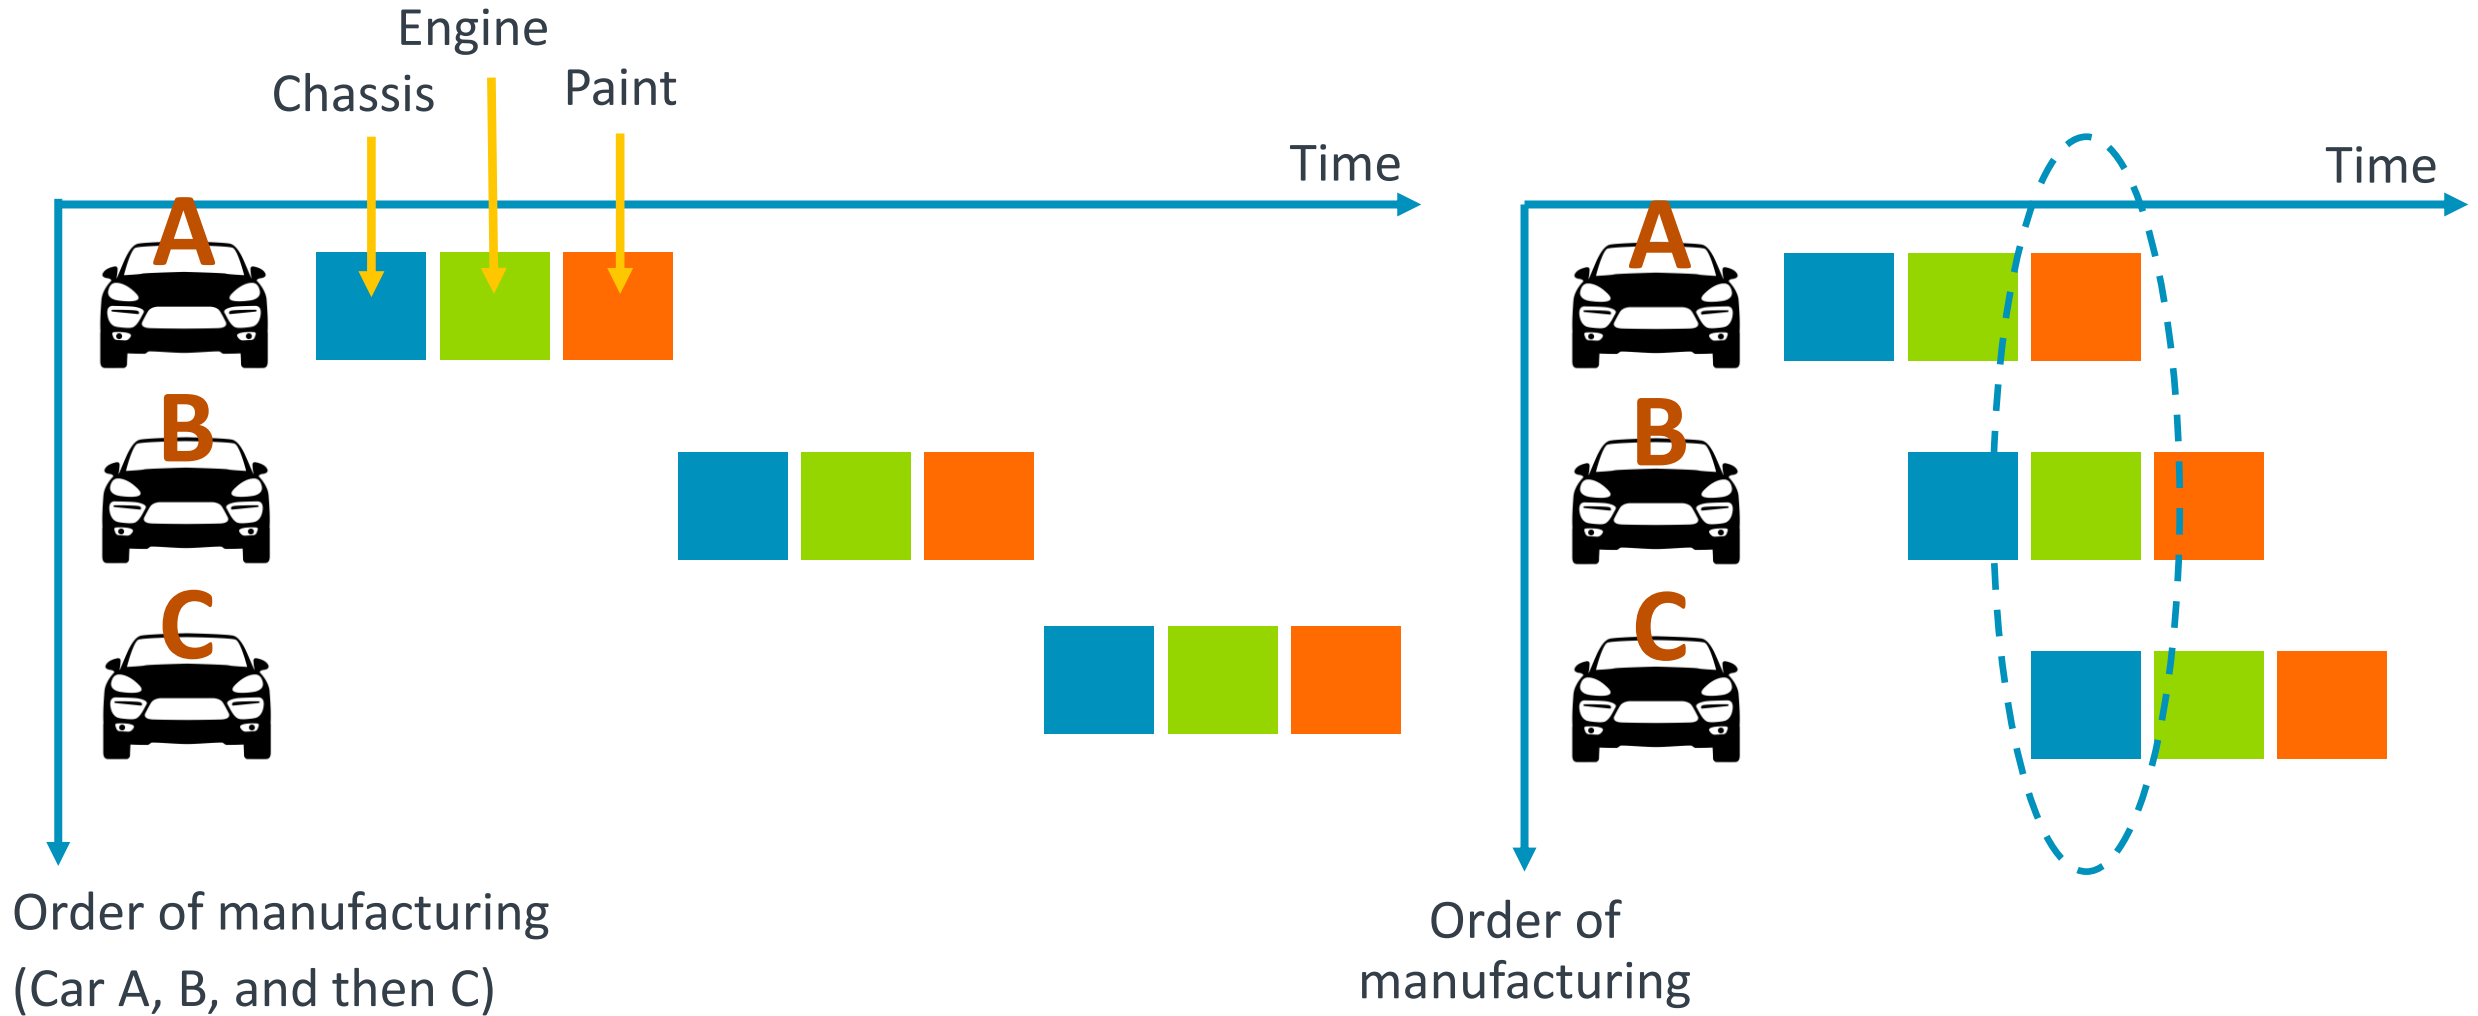 Engine
Chassis
Paint
Time
A
B
C
Order of manufacturing
(Car A, B, and then C)
Time
A
B
C
Order of
manufacturing